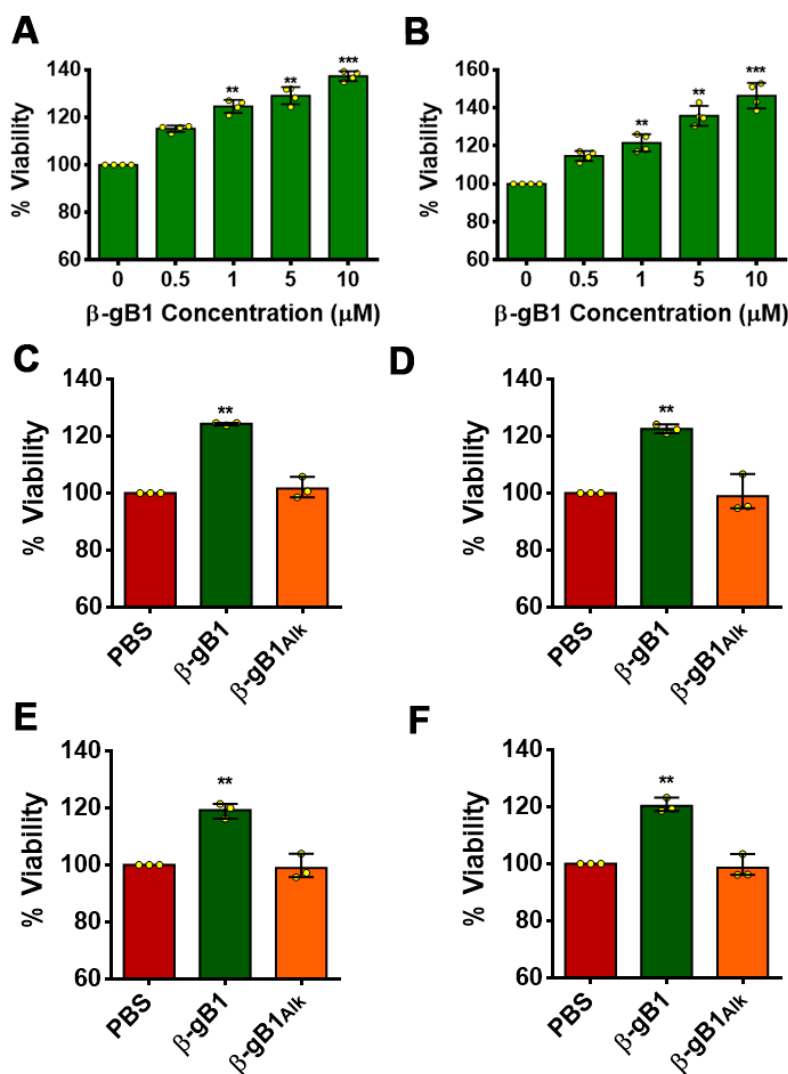 A
B
% Viability
140
120
100
80
60
**
**
***
0
0.5
1
5
10
β-gB1 Concentration (μM)
% Viability
160
140
120
100
80
60
**
**
***
0
0.5
1
5
10
β-gB1 Concentration (μM)
C
D
% Viability
140
120
100
80
60
**
PBS
β-gB1
β-gB1Alk
% Viability
140
120
100
80
60
**
PBS
β-gB1
β-gB1Alk
E
F
% Viability
140
120
100
80
60
**
PBS
β-gB1
β-gB1Alk
% Viability
140
120
100
80
60
**
PBS
β-gB1
β-gB1Alk